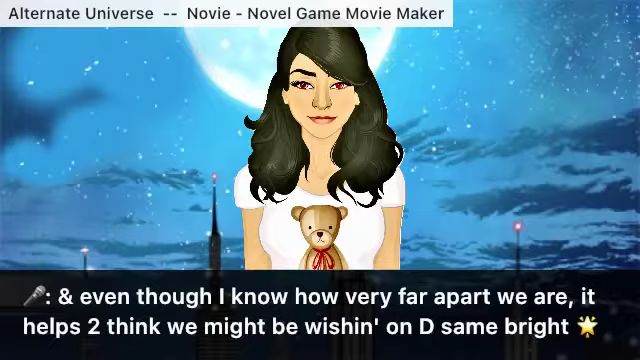 Alternate Universe -- Novie - Novel Game Movie Maker
🎤: & even though I know how very far apart we are, it
helps 2 think we might be wishin' on D same bright 🌟